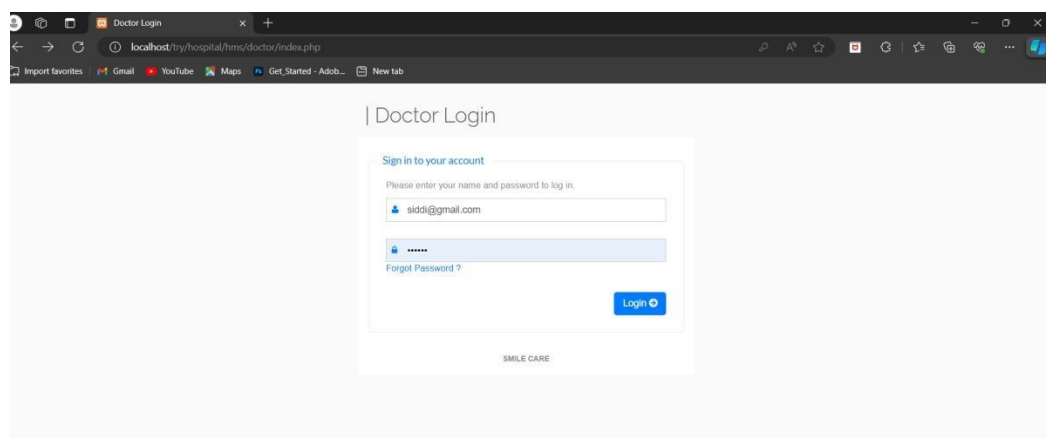 Doctor Login
localhost/try/hospital/hms/doctor/index.php
Import favorites Gmail YouTube Maps Get_Started - Adob... New tab
| Doctor Login
Sign in to your account
Please enter your name and password to log in.
siddi@gmail.com
••••••
Forgot Password ?
Login
SMILE CARE